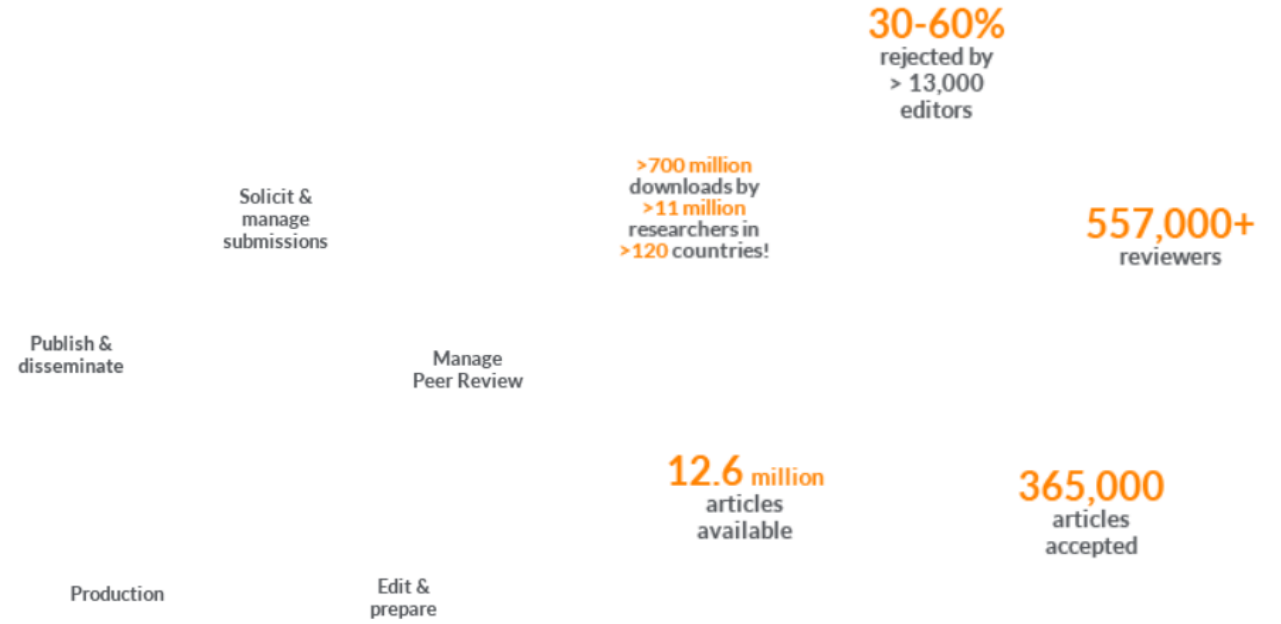 30-60%
rejected by
> 13,000
editors
>700 million
downloads by
>11 million
researchers in
>120 countries!
Solicit &
manage
submissions
557,000+
reviewers
Publish &
disseminate
Manage
Peer Review
12.6 million
articles
available
365,000
articles
accepted
Production
Edit &
prepare